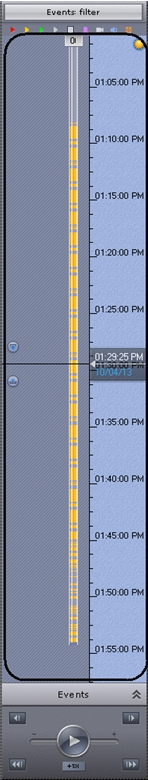 Events: filter
01:05:00 PM
01:10:00 PM
01:15:00 PM
01:20:00 PM
01:25:00 PM
01:29:25 PM
10/04/13
01:35:00 PM
01:40:00 PM
01:45:00 PM
01:50:00 PM
01:55:00 PM
Events
- +
+1x